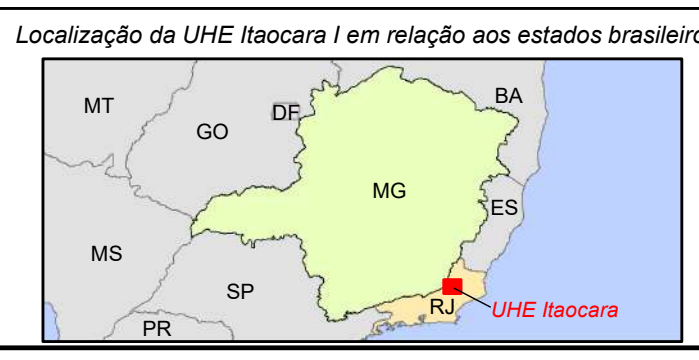 Localização da UHE Itaocara I em relação aos estados brasileiro
MT
BA
DF
GO
MG
ES
MS
SP
RJ
UHE Itaocara
PR